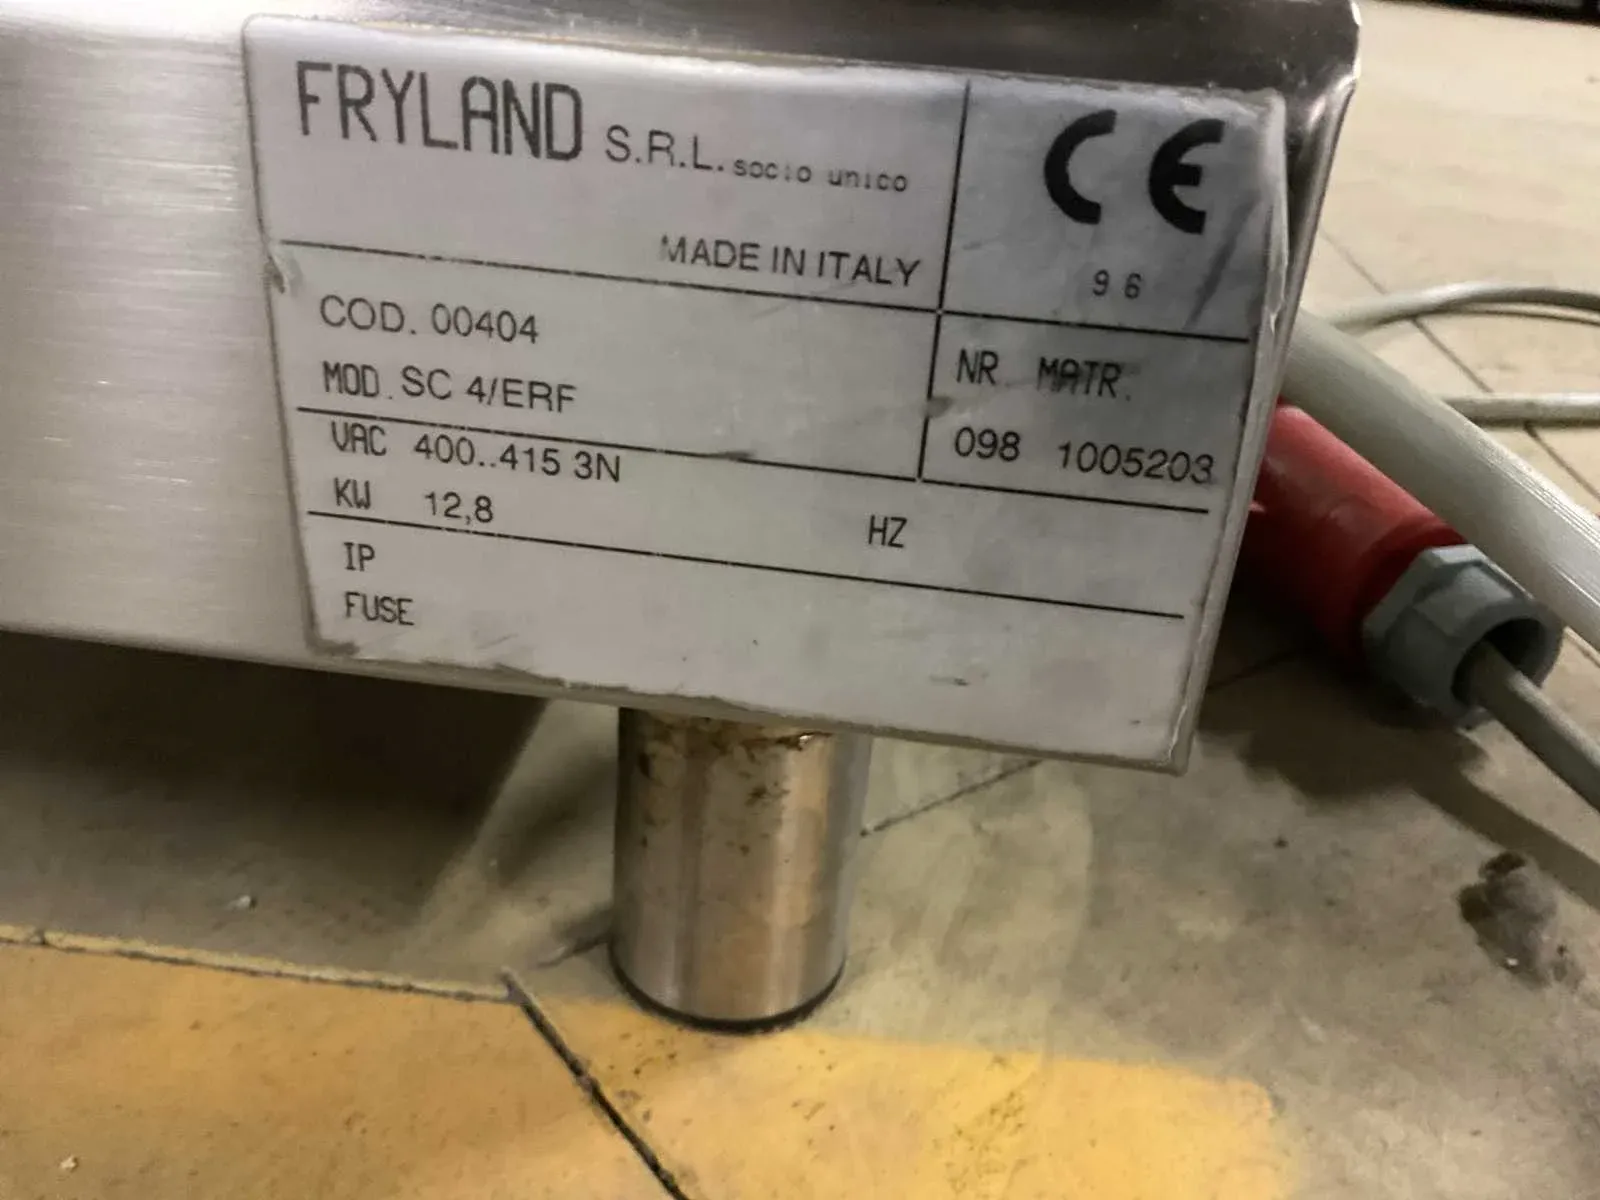 FRYLAND S.R.L. socio unico
MADE IN ITALY
CE
96
COD. 00404
MOD. SC 4/ERF
NR. MATR.
098 1005203
VAC 400..415 3N
KW 12,8 HZ
IP
FUSE